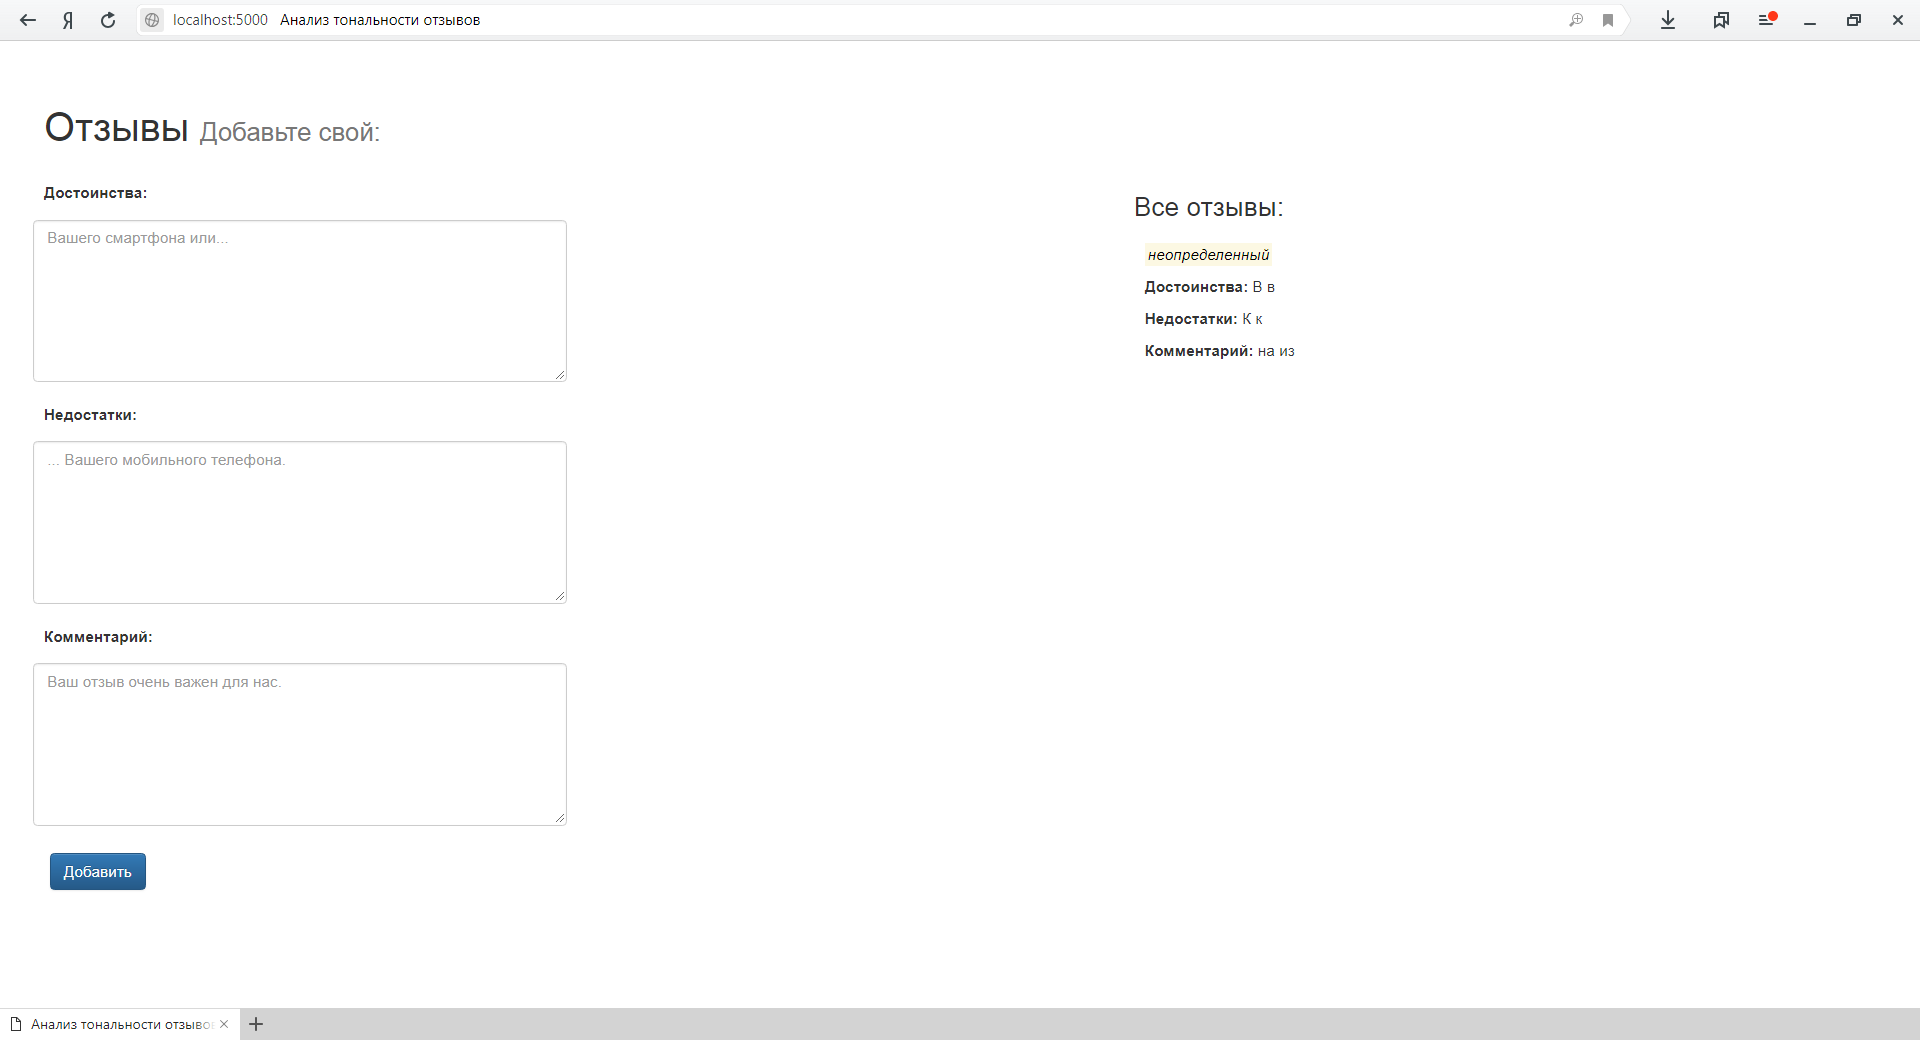 Я localhost:5000 Анализ тональности отзывов
Отзывы Добавьте свой:
Достоинства:
Вашего смартфона или...
Недостатки:
... Вашего мобильного телефона.
Комментарий:
Ваш отзыв очень важен для нас.
Добавить
Все отзывы:
неопределенный
Достоинства: В в
Недостатки: К к
Комментарий: на из
Анализ тональности отзыво